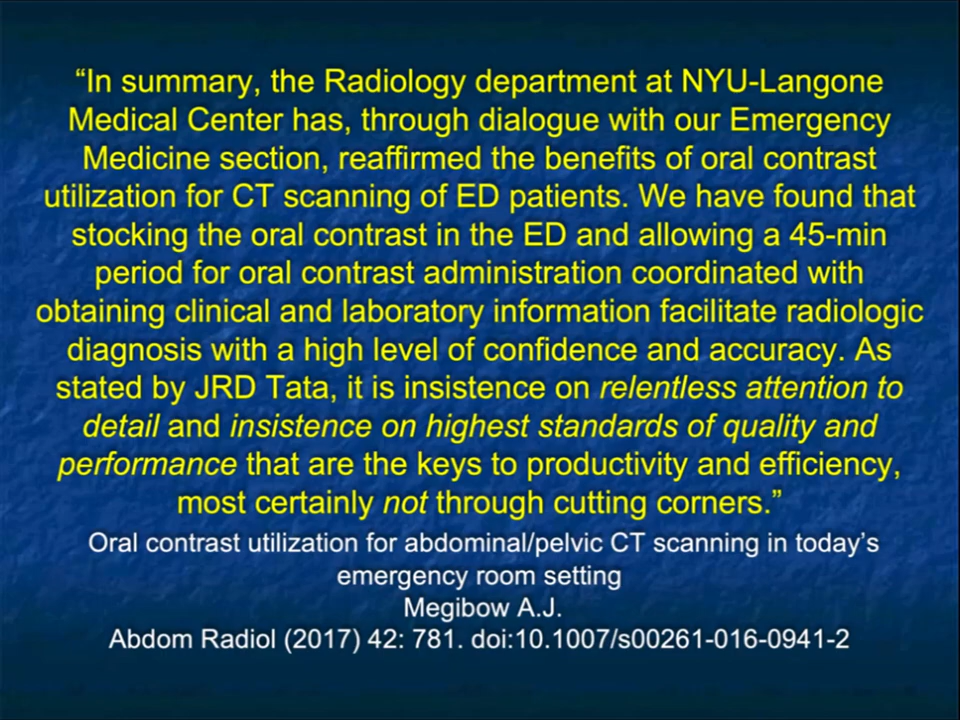 “In summary, the Radiology department at NYU-Langone
Medical Center has, through dialogue with our Emergency
Medicine section, reaffirmed the benefits of oral contrast
utilization for CT scanning of ED patients. We have found that
stocking the oral contrast in the ED and allowing a 45-min
period for oral contrast administration coordinated with
obtaining clinical and laboratory information facilitate radiologic
diagnosis with a high level of confidence and accuracy. As
stated by JRD Tata, it is insistence on relentless attention to
detail and insistence on highest standards of quality and
performance that are the keys to productivity and efficiency,
most certainly not through cutting corners.”
Oral contrast utilization for abdominal/pelvic CT scanning in today’s
emergency room setting
Megibow A.J.
Abdom Radiol (2017) 42: 781. doi:10.1007/s00261-016-0941-2